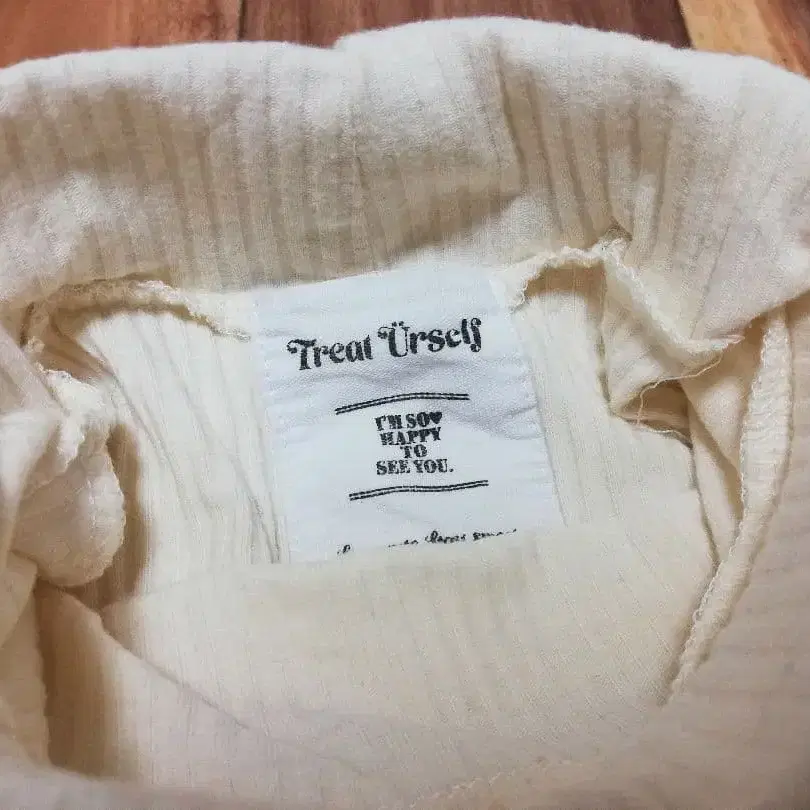 Treat Ürself
I'M SO♥
HAPPY
TO
SEE YOU.